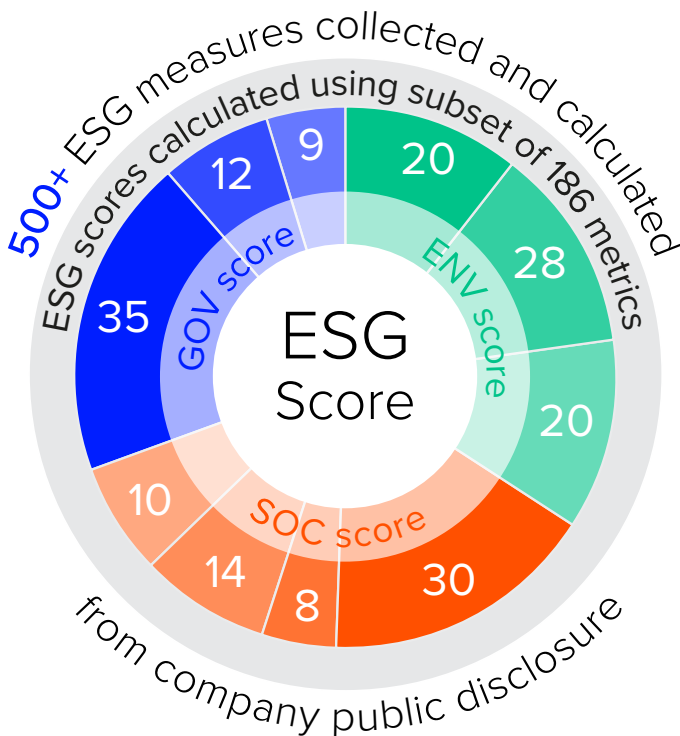 500+ ESG measures collected and calculated
ESG scores calculated using subset of 186 metrics
9
20
12
28
GOV score
ENV score
35
ESG
Score
20
10
SOC score
14
8
30
from company public disclosure